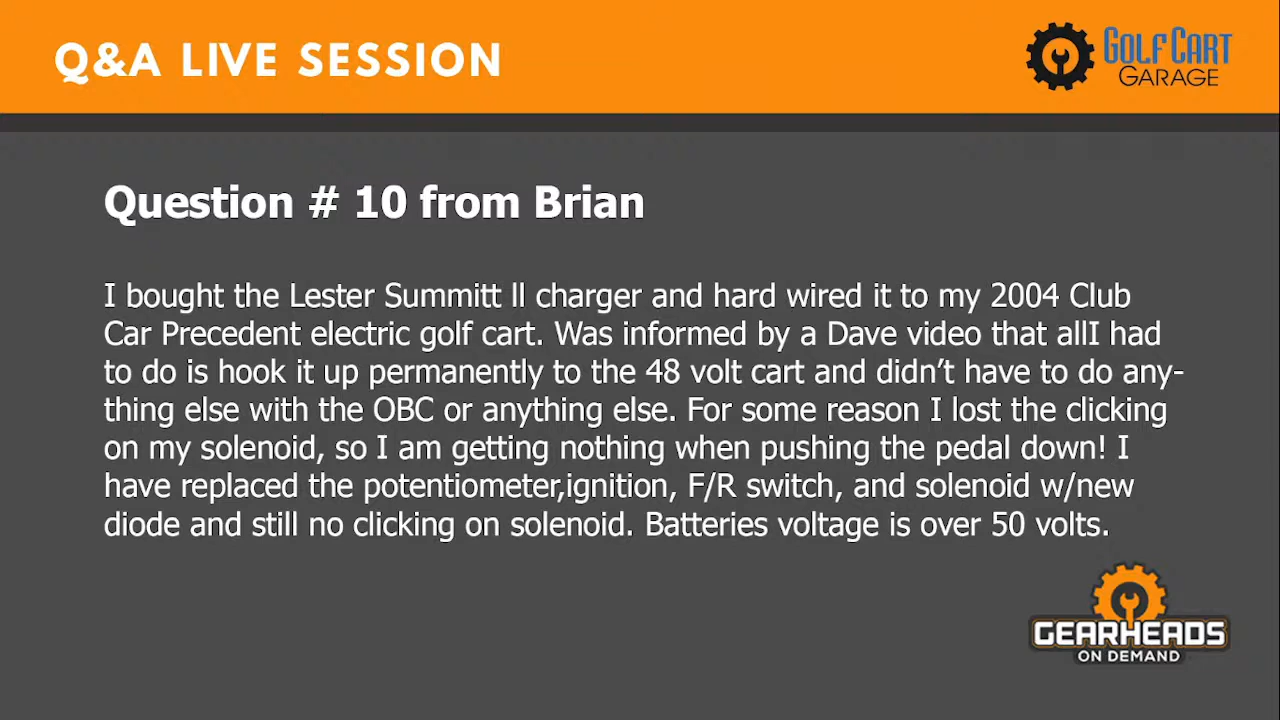 Q&A LIVE SESSION
GOLF CART
GARAGE
Question # 10 from Brian
I bought the Lester Summitt ll charger and hard wired it to my 2004 Club
Car Precedent electric golf cart. Was informed by a Dave video that allI had
to do is hook it up permanently to the 48 volt cart and didn’t have to do any-
thing else with the OBC or anything else. For some reason I lost the clicking
on my solenoid, so I am getting nothing when pushing the pedal down! I
have replaced the potentiometer,ignition, F/R switch, and solenoid w/new
diode and still no clicking on solenoid. Batteries voltage is over 50 volts.
GEARHEADS
ON DEMAND